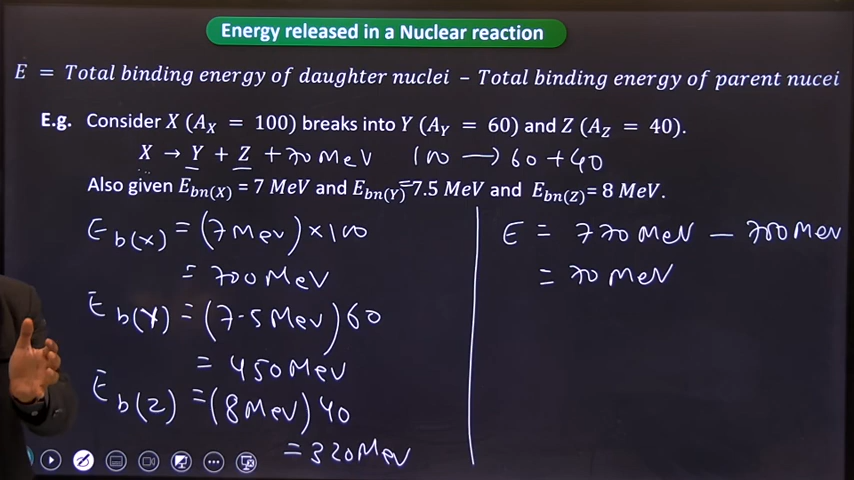 Energy released in a Nuclear reaction
E = Total binding energy of daughter nuclei – Total binding energy of parent nucei
E.g. Consider X (A_X = 100) breaks into Y (A_Y = 60) and Z (A_Z = 40).
X → Y + Z + 70 MeV 100 → 60 + 40
Also given E_bn(X) = 7 MeV and E_bn(Y) = 7.5 MeV and E_bn(Z) = 8 MeV.
E_b(X) = (7 MeV) × 100
= 700 MeV
E_b(Y) = (7.5 MeV) 60
= 450 MeV
E_b(Z) = (8 MeV) 40
= 320 MeV
E = 770 MeV – 700 MeV
= 70 MeV